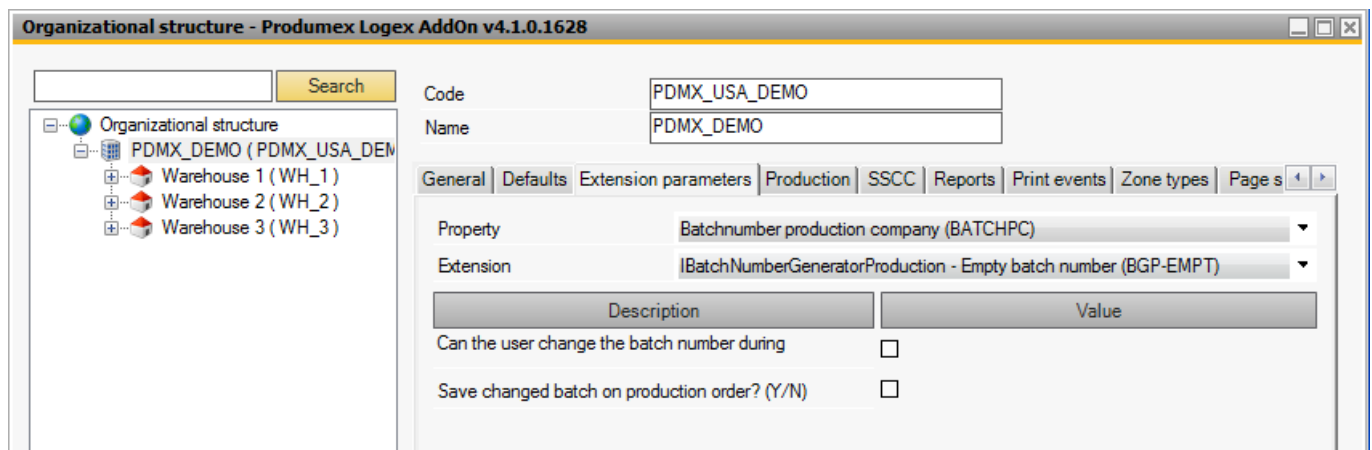 Organizational structure - Produmex Logex AddOn v4.1.0.1628
Search
Organizational structure
PDMX_DEMO ( PDMX_USA_DEM
Warehouse 1 ( WH_1 )
Warehouse 2 ( WH_2 )
Warehouse 3 ( WH_3 )
Code PDMX_USA_DEMO
Name PDMX_DEMO
General Defaults Extension parameters Production SSCC Reports Print events Zone types Page s
Property Batchnumber production company (BATCHPC)
Extension IBatchNumberGeneratorProduction - Empty batch number (BGP-EMPT)
Description Value
Can the user change the batch number during
Save changed batch on production order? (Y/N)